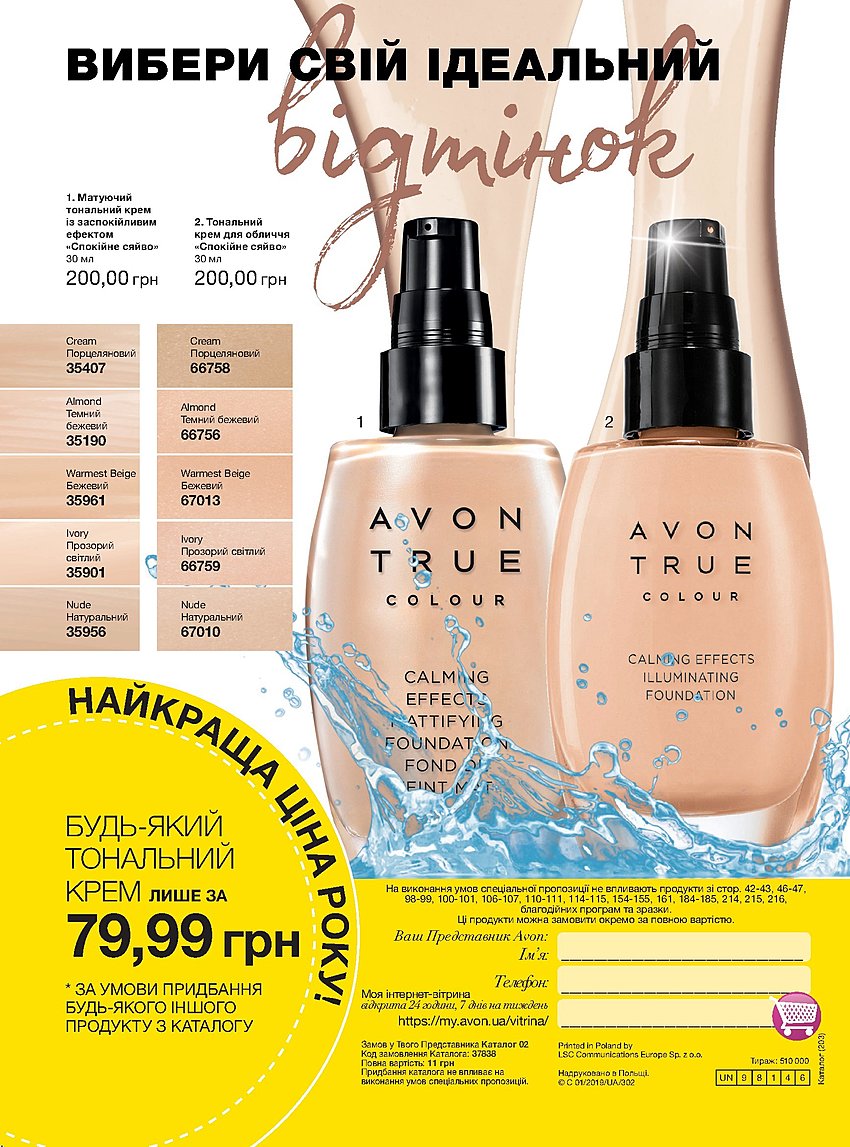 ВИБЕРИ СВІЙ ІДЕАЛЬНИЙ
відтінок
1. Матуючий
тональний крем
із заспокійливим
ефектом
«Спокійне сяйво»
30 мл
200,00 грн
2. Тональний
крем для обличчя
«Спокійне сяйво»
30 мл
200,00 грн
Cream
Порцеляновий
35407
Almond
Темний
бежевий
35190
Warmest Beige
Бежевий
35961
Ivory
Прозорий
світлий
35901
Nude
Натуральний
35956
Cream
Порцеляновий
66758
Almond
Темний бежевий
66756
Warmest Beige
Бежевий
67013
Ivory
Прозорий світлий
66759
Nude
Натуральний
67010
1
AVON
TRUE
COLOUR
CALMING
EFFECTS
MATTIFYING
FOUNDATION
FOND DE
TEINT MAT
2
AVON
TRUE
COLOUR
CALMING EFFECTS
ILLUMINATING
FOUNDATION
НАЙКРАЩА ЦІНА РОКУ!
БУДЬ-ЯКИЙ
ТОНАЛЬНИЙ
КРЕМ ЛИШЕ ЗА
79,99 грн
* ЗА УМОВИ ПРИДБАННЯ
БУДЬ-ЯКОГО ІНШОГО
ПРОДУКТУ З КАТАЛОГУ
На виконання умов спеціальної пропозиції не впливають продукти зі стор. 42-43, 46-47,
98-99, 100-101, 106-107, 110-111, 114-115, 154-155, 161, 184-185, 214, 215, 216,
благодійних програм та зразки.
Ці продукти можна замовити окремо за повною вартістю.
Ваш Представник Avon:
Ім'я:
Телефон:
Моя інтернет-вітрина
відкрита 24 години, 7 днів на тиждень
https://my.avon.ua/vitrina/
Замов у Твого Представника Каталог 02
Код замовлення Каталога: 37838
Повна вартість: 11 грн
Придбання каталога не впливає на
виконання умов спеціальних пропозицій.
Printed in Poland by
LSC Communications Europe Sp. z o.o.
Надруковано в Польщі.
© C 01/2019/UA/302
Тираж: 510 000
UN 9 8 1 4 6
Каталог (203)